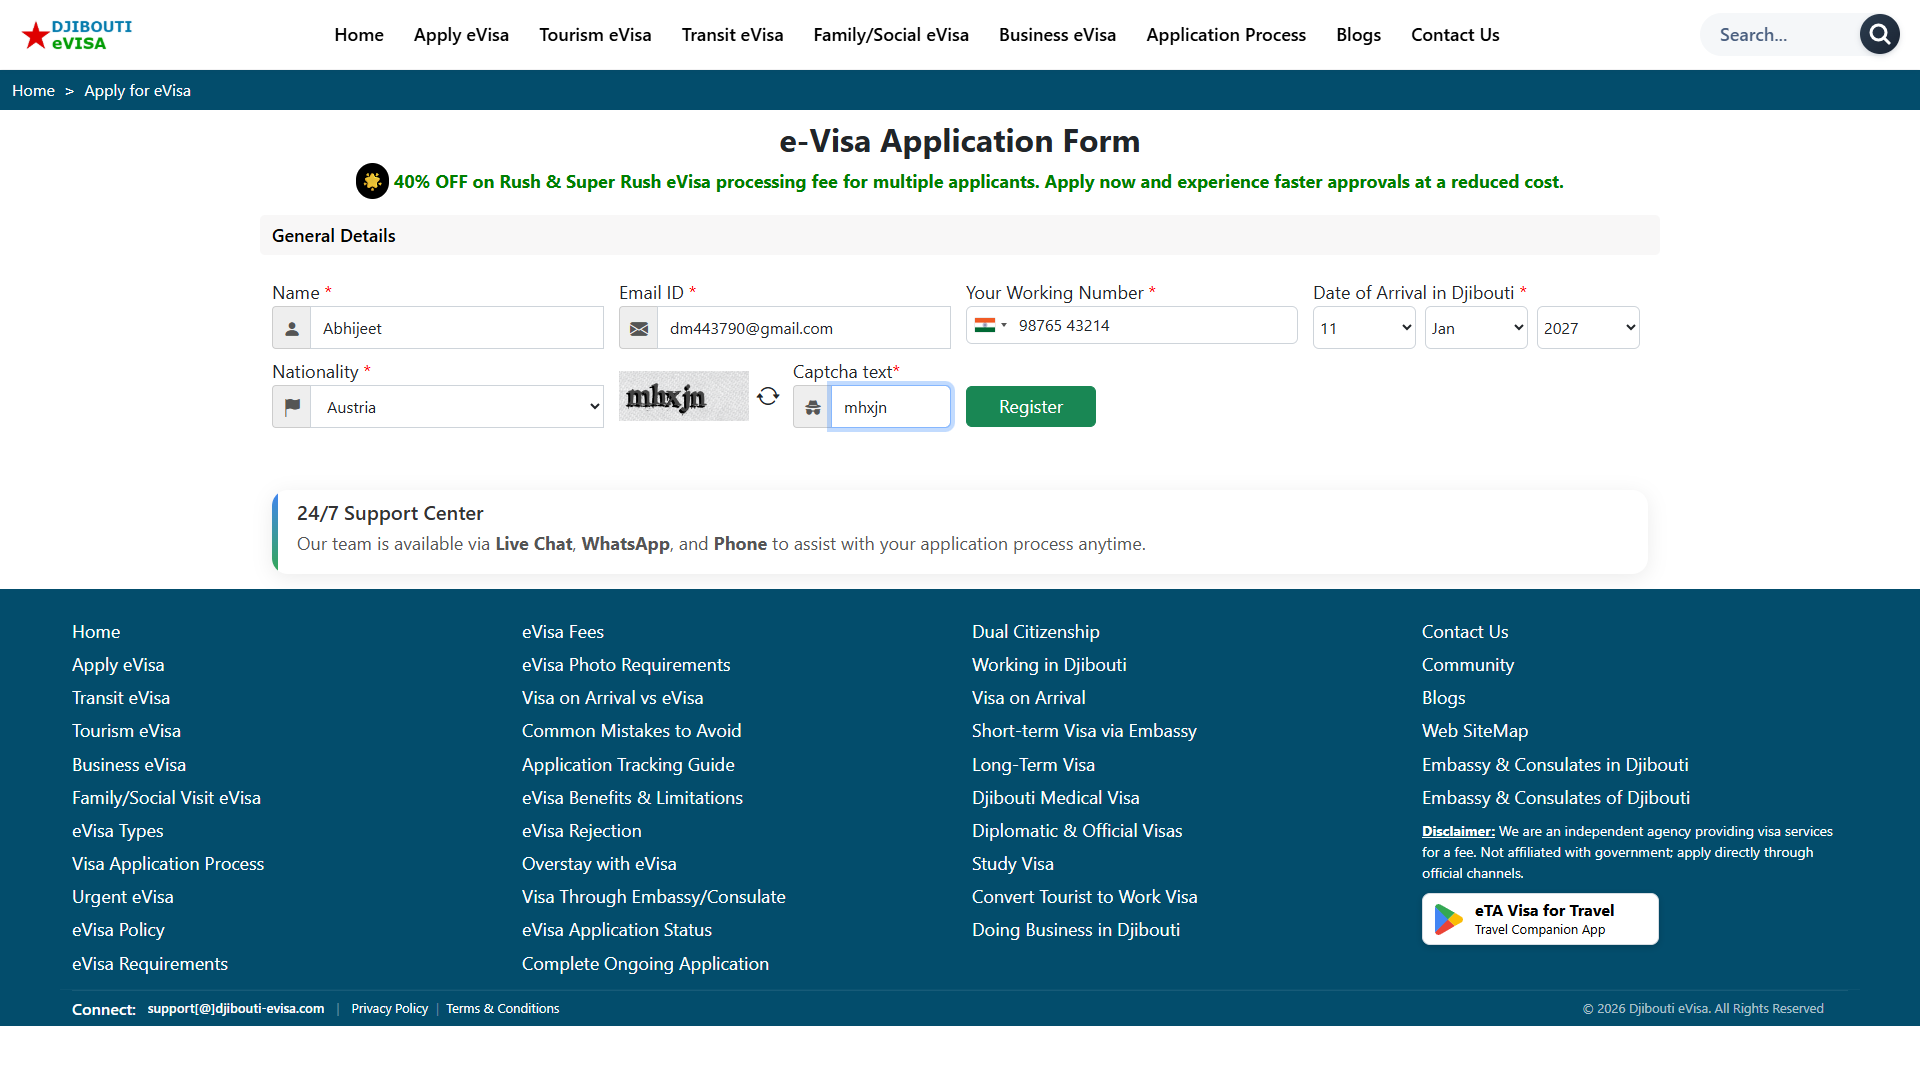 DJIBOUTI
eVISA
Home
Apply eVisa
Tourism eVisa
Transit eVisa
Family/Social eVisa
Business eVisa
Application Process
Blogs
Contact Us
Search...
Home > Apply for eVisa
e-Visa Application Form
40% OFF on Rush & Super Rush eVisa processing fee for multiple applicants. Apply now and experience faster approvals at a reduced cost.
General Details
Name *
Abhijeet
Email ID *
dm443790@gmail.com
Your Working Number *
98765 43214
Date of Arrival in Djibouti *
11
Jan
2027
Nationality *
Austria
mhxjn
Captcha text*
mhxjn
Register
24/7 Support Center
Our team is available via Live Chat, WhatsApp, and Phone to assist with your application process anytime.
Home
Apply eVisa
Transit eVisa
Tourism eVisa
Business eVisa
Family/Social Visit eVisa
eVisa Types
Visa Application Process
Urgent eVisa
eVisa Policy
eVisa Requirements
eVisa Fees
eVisa Photo Requirements
Visa on Arrival vs eVisa
Common Mistakes to Avoid
Application Tracking Guide
eVisa Benefits & Limitations
eVisa Rejection
Overstay with eVisa
Visa Through Embassy/Consulate
eVisa Application Status
Complete Ongoing Application
Dual Citizenship
Working in Djibouti
Visa on Arrival
Short-term Visa via Embassy
Long-Term Visa
Djibouti Medical Visa
Diplomatic & Official Visas
Study Visa
Convert Tourist to Work Visa
Doing Business in Djibouti
Contact Us
Community
Blogs
Web SiteMap
Embassy & Consulates in Djibouti
Embassy & Consulates of Djibouti
Disclaimer: We are an independent agency providing visa services
for a fee. Not affiliated with government; apply directly through
official channels.
eTA Visa for Travel
Travel Companion App
Connect: support[@]djibouti-evisa.com | Privacy Policy | Terms & Conditions
© 2026 Djibouti eVisa. All Rights Reserved